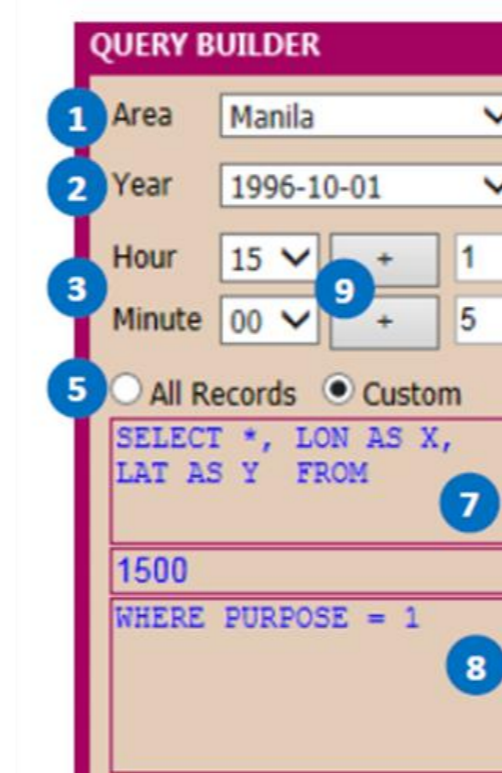 QUERY BUILDER
1 Area Manila
2 Year 1996-10-01
Hour 15 + 1
3 9
Minute 00 + 5
5 All Records Custom
SELECT *, LON AS X,
LAT AS Y FROM
7
1500
WHERE PURPOSE = 1
8